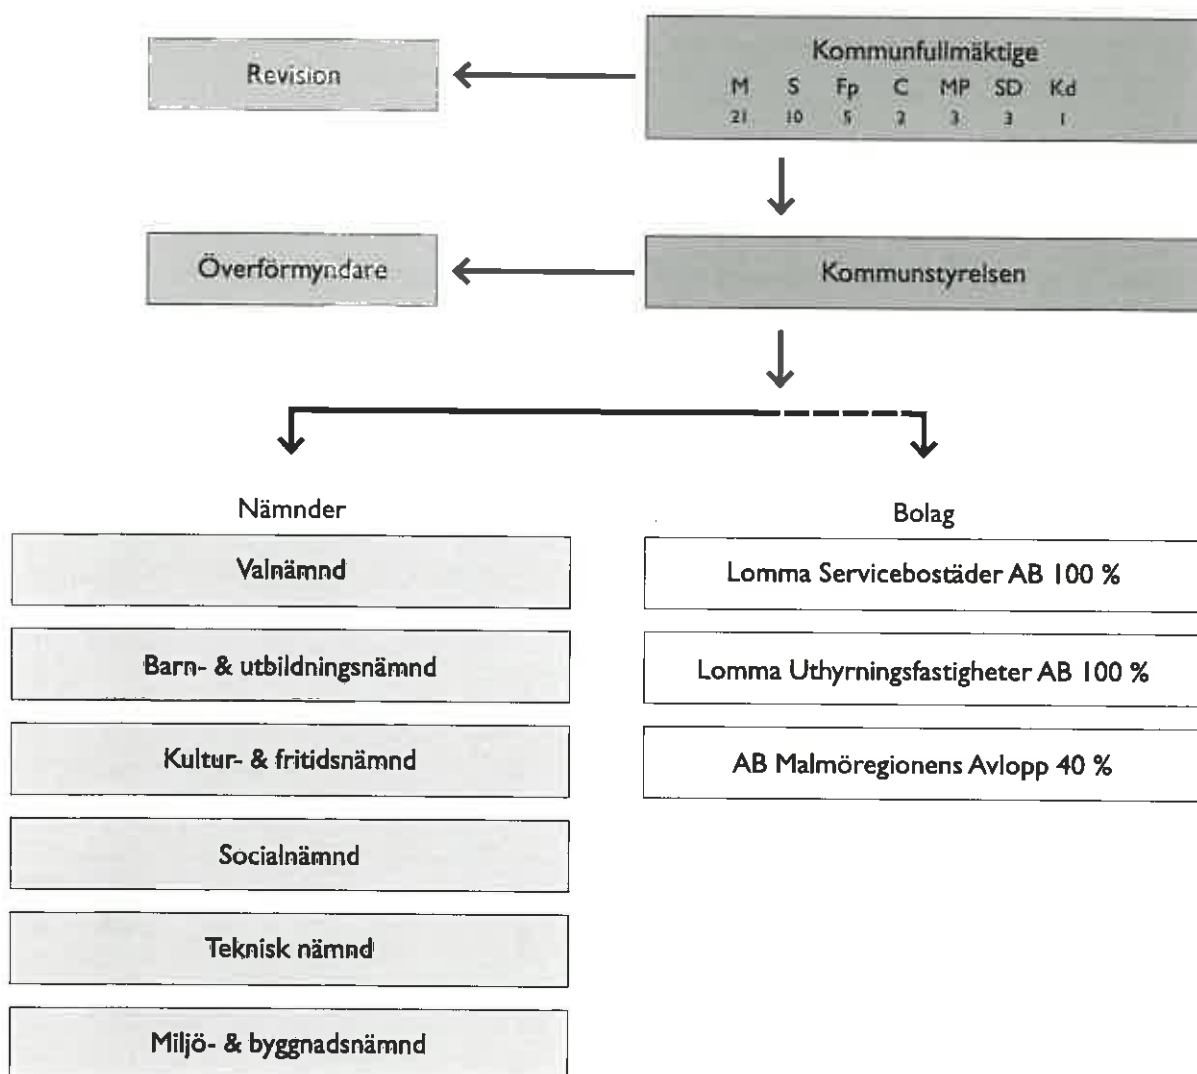 Revision
Kommunfullmäktige
M S Fp C MP SD Kd
21 10 5 2 3 3 1
Överförmyndare
Kommunstyrelsen
Nämnder
Valnämnd
Barn- & utbildningsnämnd
Kultur- & fritidsnämnd
Socialnämnd
Teknisk nämnd
Miljö- & byggnadsnämnd
Bolag
Lomma Servicebostäder AB 100 %
Lomma Uthyrningsfastigheter AB 100 %
AB Malmöregionens Avlopp 40 %